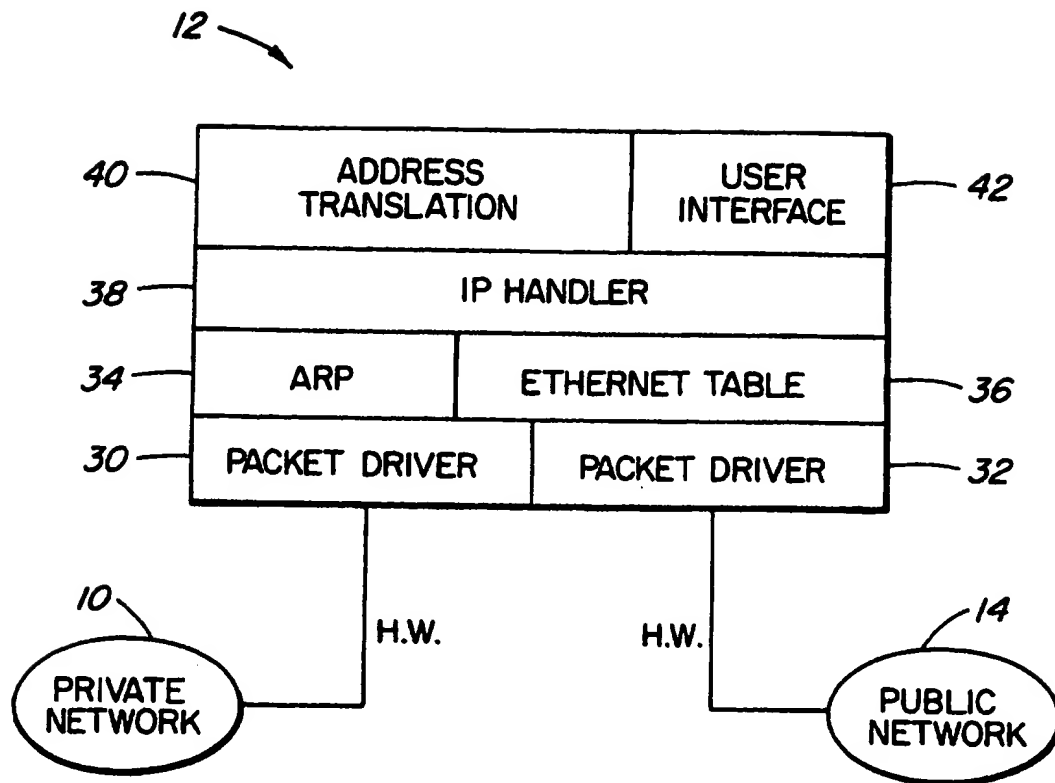 12
40
ADDRESS
TRANSLATION
USER
INTERFACE
42
38
IP HANDLER
34
ARP
ETHERNET TABLE
36
30
PACKET DRIVER
PACKET DRIVER
32
10
H.W.
H.W.
14
PRIVATE
NETWORK
PUBLIC
NETWORK